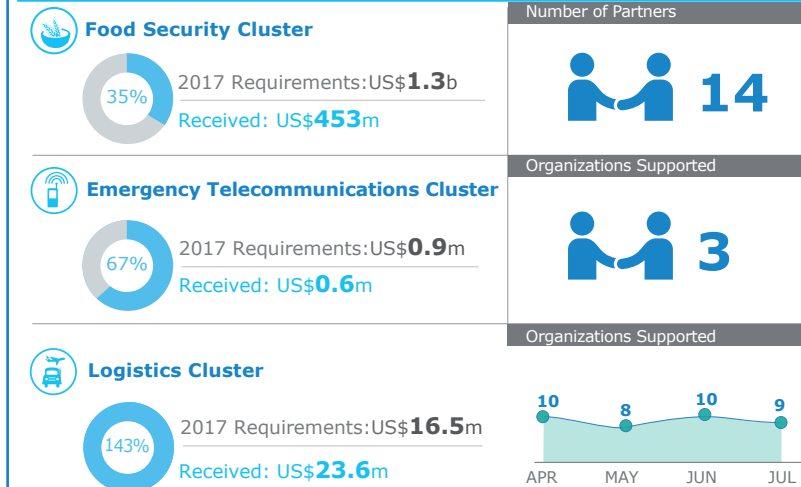 Number of Partners
Food Security Cluster
35%
2017 Requirements:US$1.3b
Received: US$453m
14
Organizations Supported
Emergency Telecommunications Cluster
67%
2017 Requirements:US$0.9m
Received: US$0.6m
3
Organizations Supported
Logistics Cluster
143%
2017 Requirements:US$16.5m
Received: US$23.6m
10 8 10 9
APR MAY JUN JUL